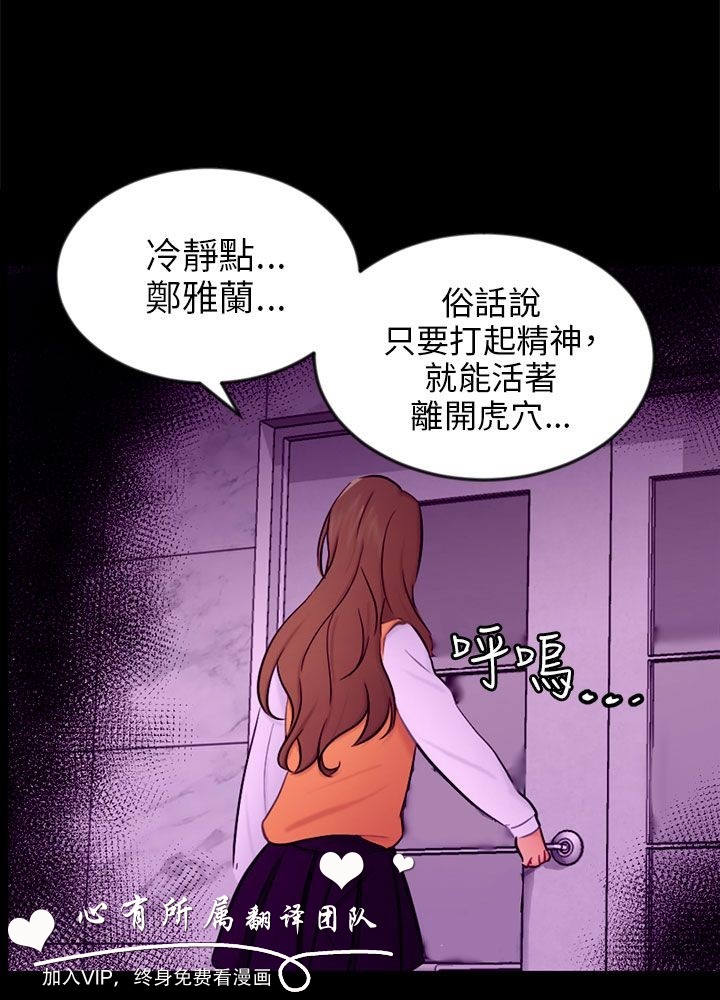 冷靜點...
鄭雅蘭...
俗話說
只要打起精神，
就能活著
離開虎穴...
呼嗚...
心有所属翻译团队
加入VIP，终身免费看漫画